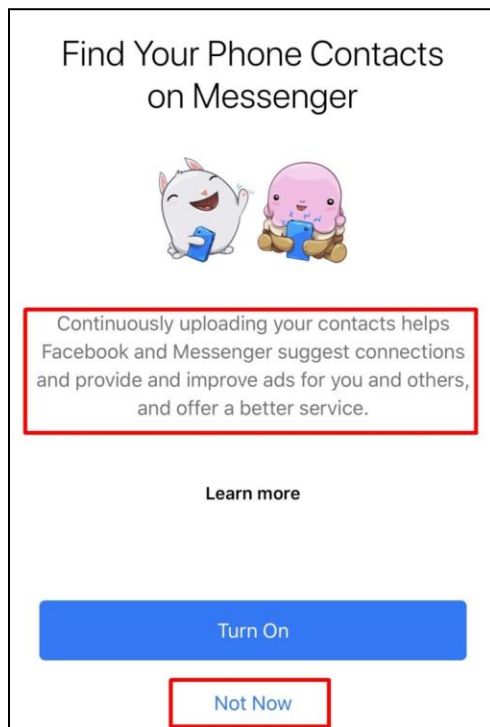 Find Your Phone Contacts
on Messenger
Continuously uploading your contacts helps
Facebook and Messenger suggest connections
and provide and improve ads for you and others,
and offer a better service.
Learn more
Turn On
Not Now